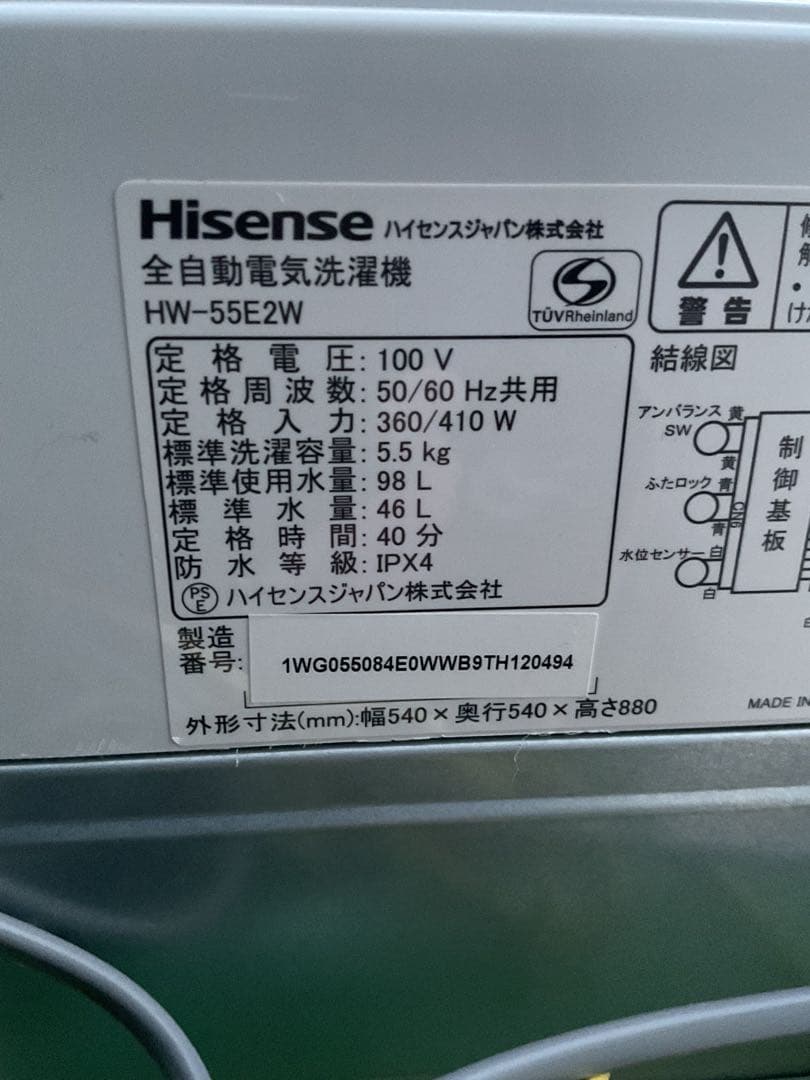 Hisense ハイセンスジャパン株式会社
全自動電気洗濯機
HW-55E2W
TÜVRheinland
警告
定格電圧: 100 V
定格周波数: 50/60 Hz共用
定格入力: 360/410 W
標準洗濯容量: 5.5 kg
標準使用水量: 98 L
標準水量: 46 L
定格時間: 40 分
防水等級: IPX4
PS
E
ハイセンスジャパン株式会社
製造
番号:
1WG055084E0WWB9TH120494
外形寸法(mm):幅540×奥行540×高さ880
結線図
アンバランス 黄
SW
黄
ふたロック 青
青
水位センサー 白
白
CN6
制御基板
MADE IN